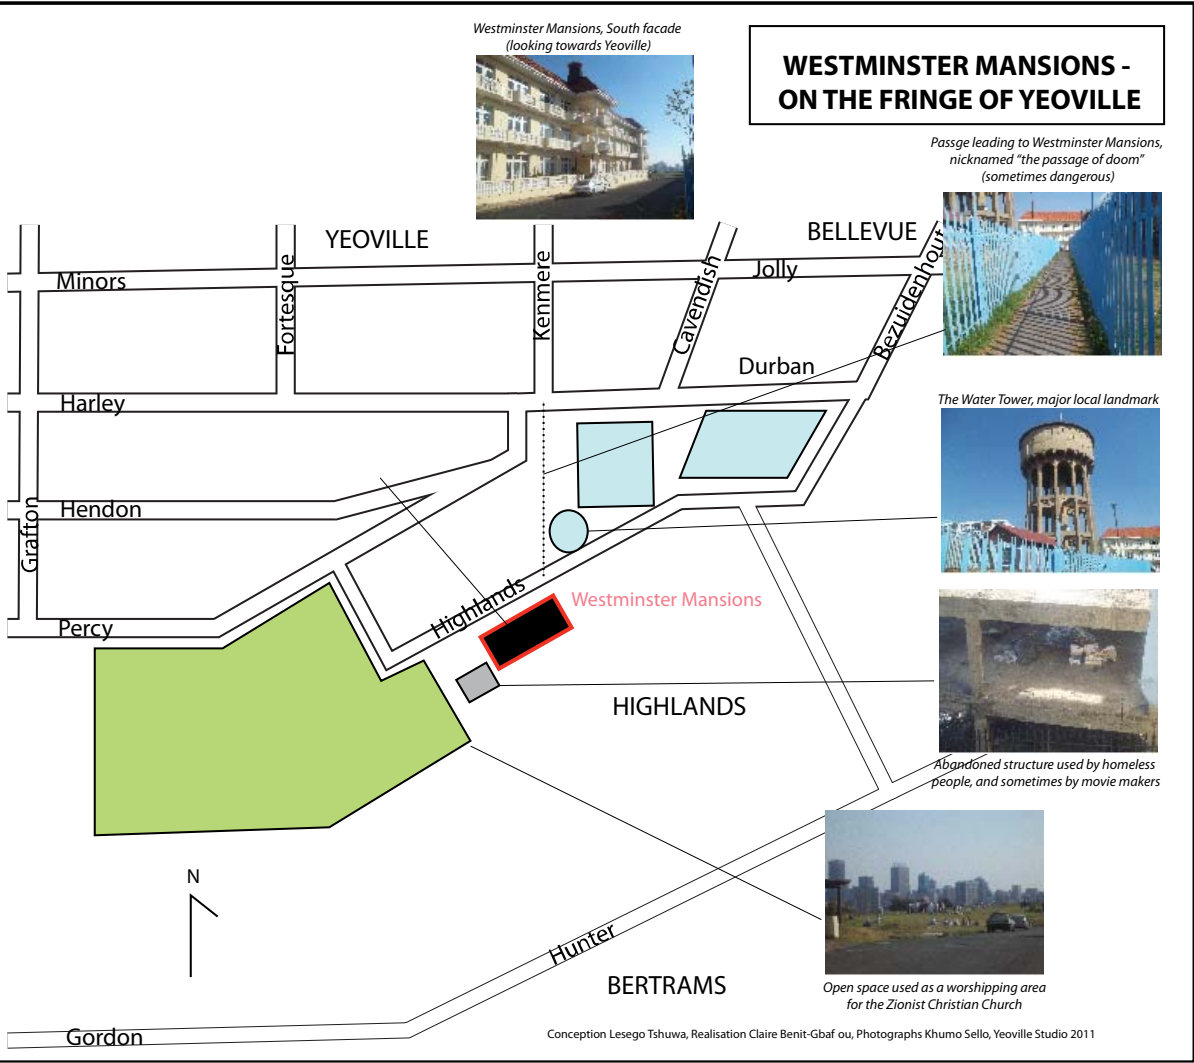 Westminster Mansions, South facade
(looking towards Yeoville)
WESTMINSTER MANSIONS -
ON THE FRINGE OF YEOVILLE
Passge leading to Westminster Mansions,
nicknamed “the passage of doom”
(sometimes dangerous)
YEOVILLE
BELLEVUE
Minors
Fortesque
Kenmere
Cavendish
Jolly
Bezuidenhout
Durban
Harley
The Water Tower, major local landmark
Hendon
Grafton
Highlands
Westminster Mansions
Percy
HIGHLANDS
Abandoned structure used by homeless
people, and sometimes by movie makers
N
Hunter
BERTRAMS
Open space used as a worshipping area
for the Zionist Christian Church
Gordon
Conception Lesego Tshuwa, Realisation Claire Benit-Gbaf ou, Photographs Khumo Sello, Yeoville Studio 2011